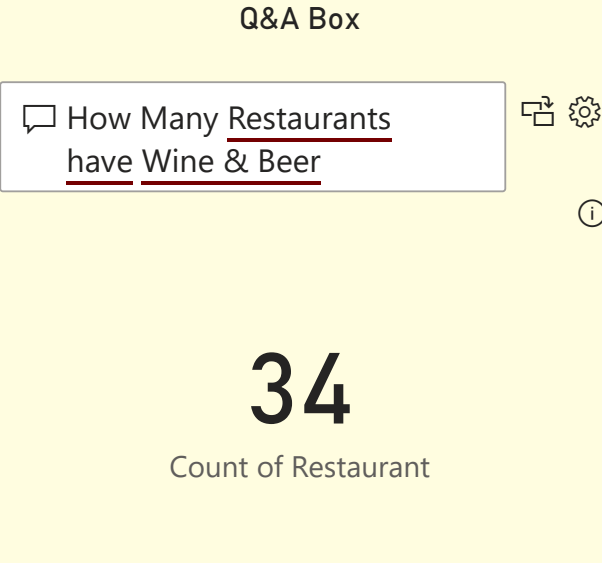 Q&A Box
How Many Restaurants
have Wine & Beer
34
Count of Restaurant